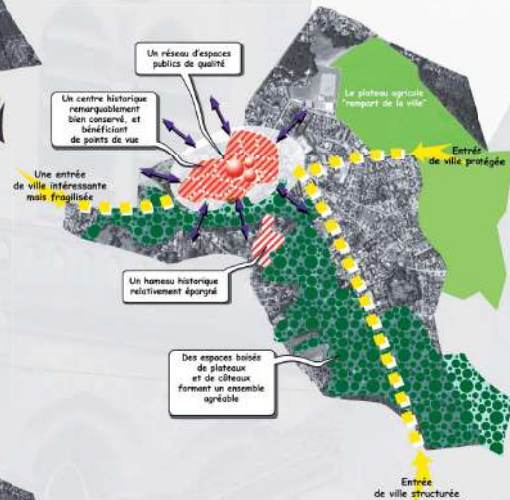 Un réseau d'espaces
publics de qualité
Un centre historique
remarquablement
bien conservé, et
bénéficiant
de points de vue
Le plateau agricole
"rempart de la ville"
Entrée
de ville protégée
Une entrée
de ville intéressante
mais fragilisée
Un hameau historique
relativement épargné
Des espaces boisés
de plateaux
et de côteaux
formant un ensemble
agréable
Entrée
de ville structurée